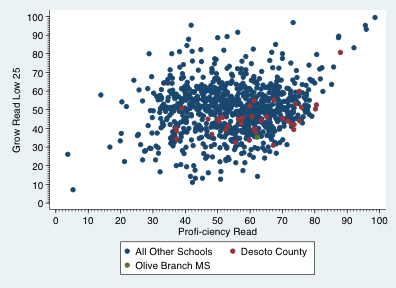 Grow Read Low 25
100
90
80
70
60
50
40
30
20
10
0
0 10 20 30 40 50 60 70 80 90 100
Profi-ciency Read
All Other Schools Desoto County
Olive Branch MS